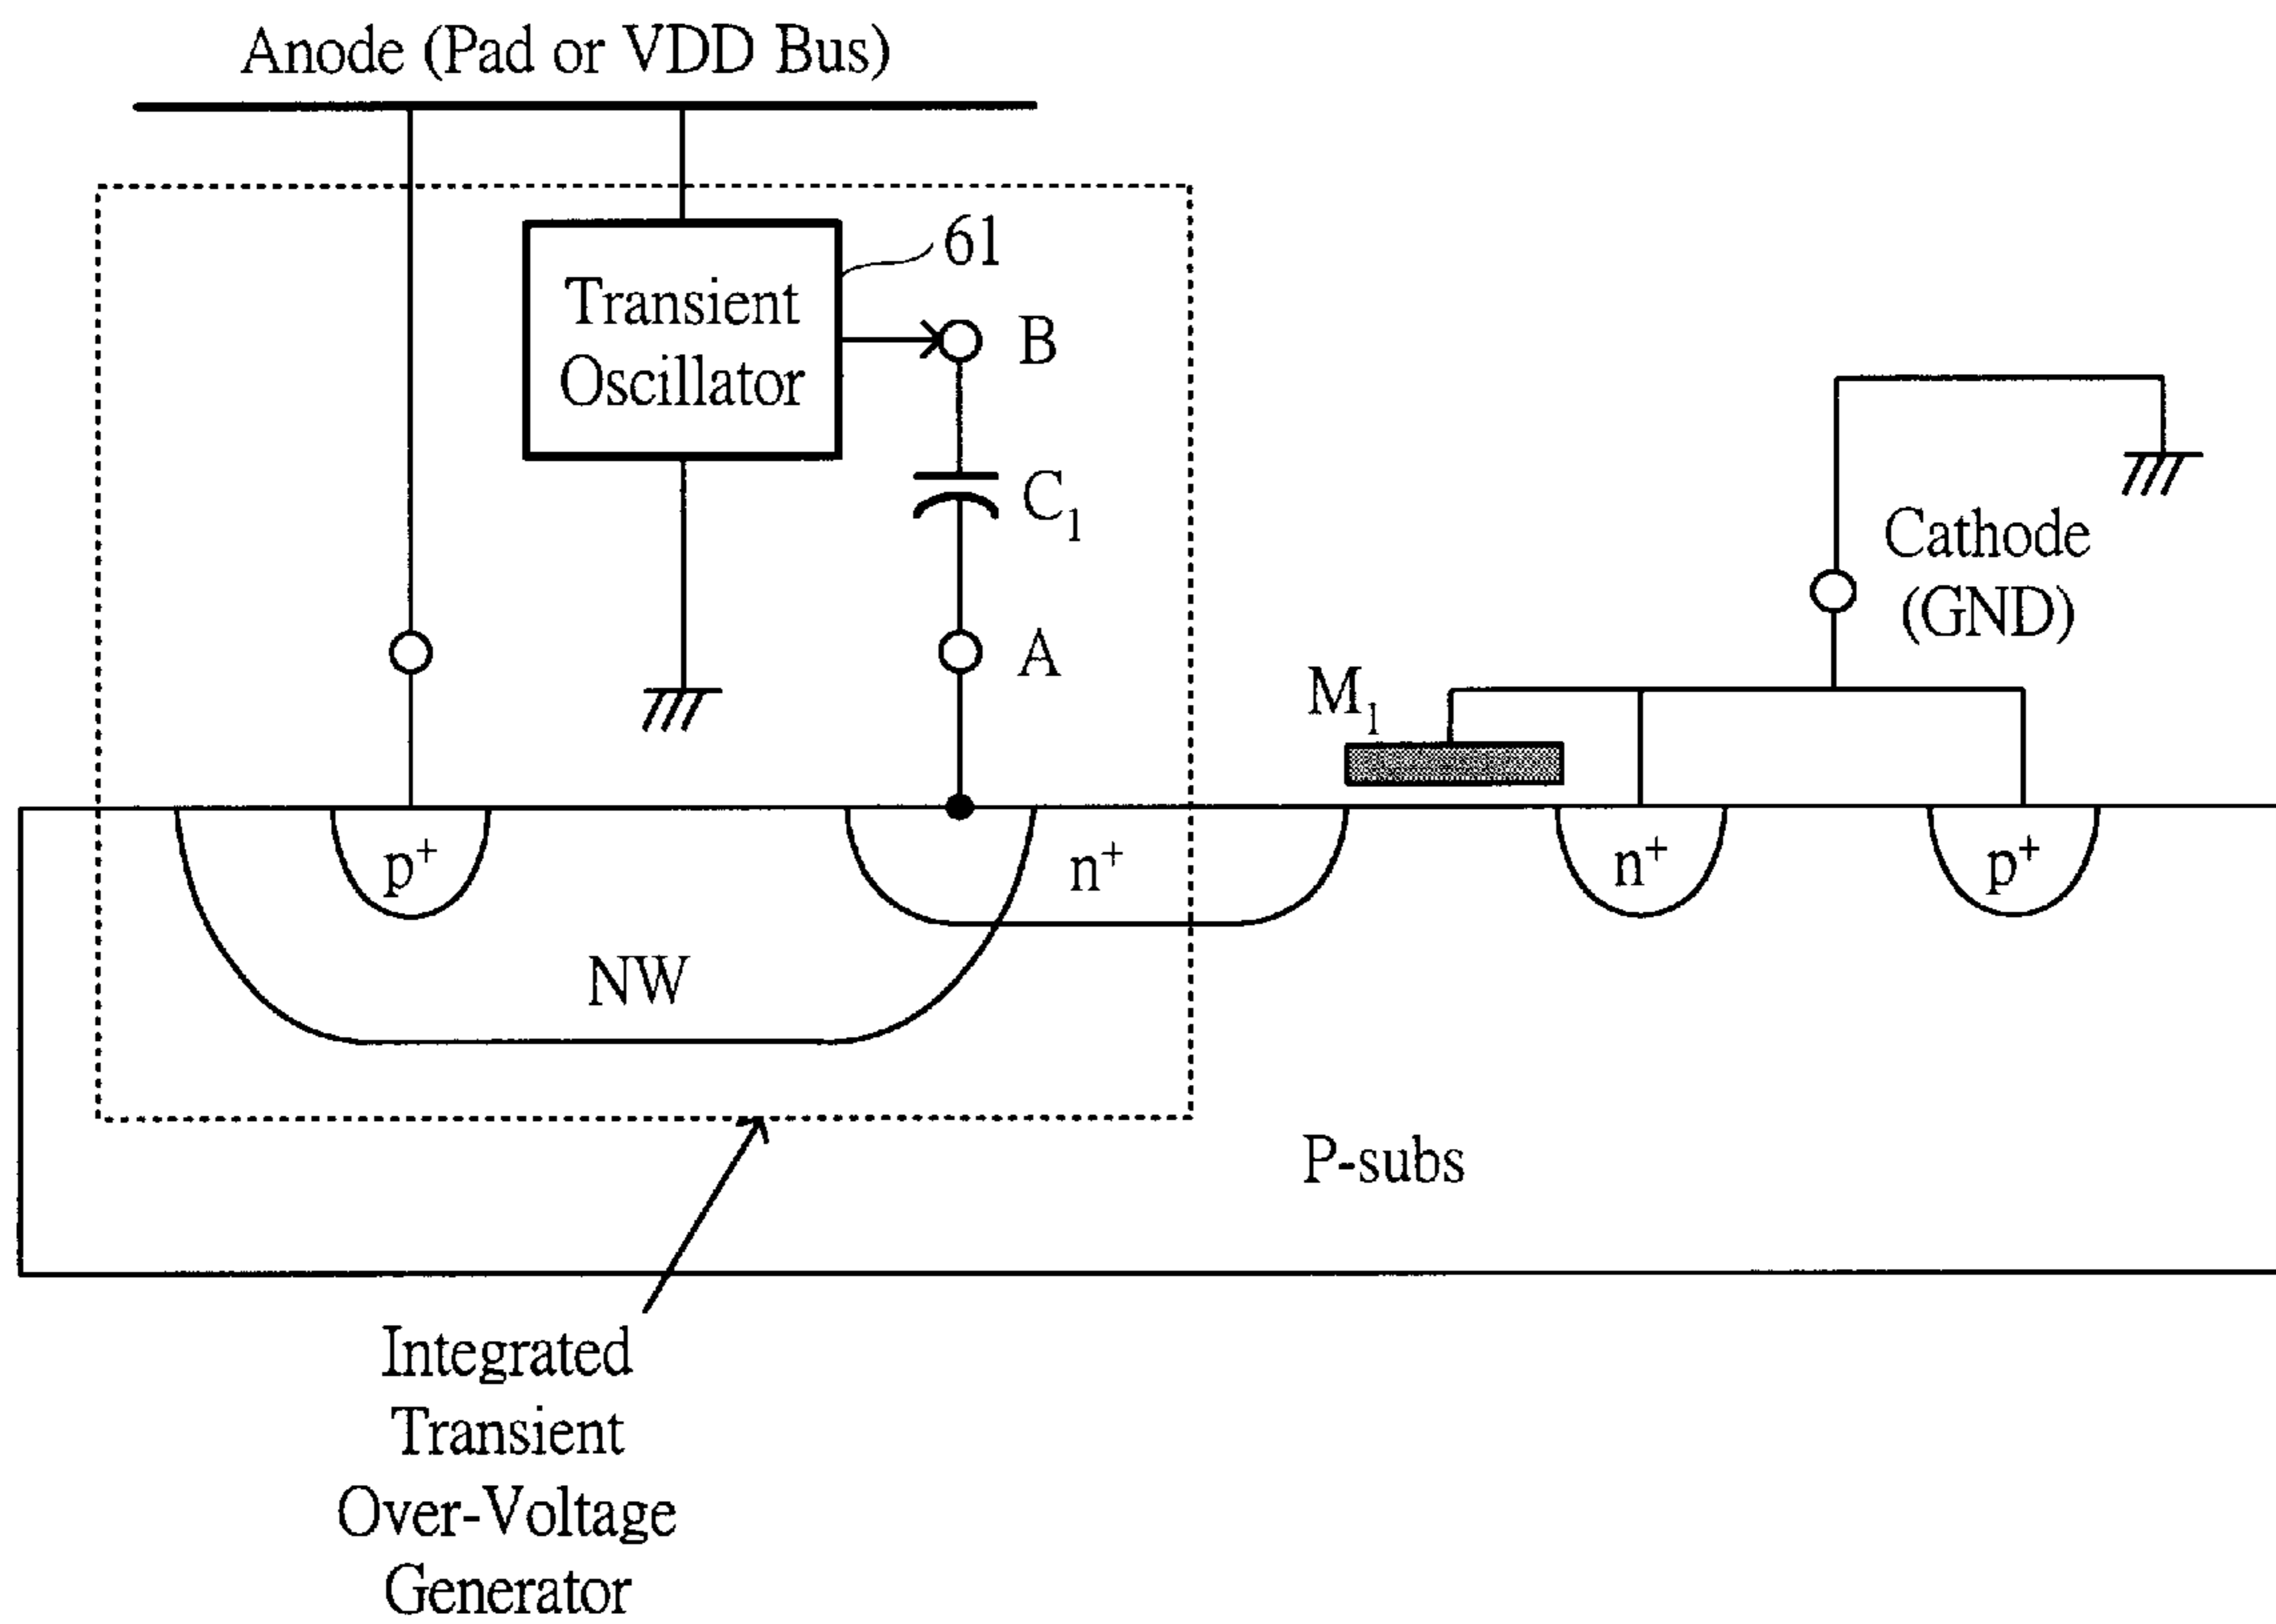 Anode (Pad or VDD Bus)
61
Transient
Oscillator
B
C1
A
Cathode
(GND)
M1
p+
n+
n+
p+
NW
P-subs
Integrated
Transient
Over-Voltage
Generator